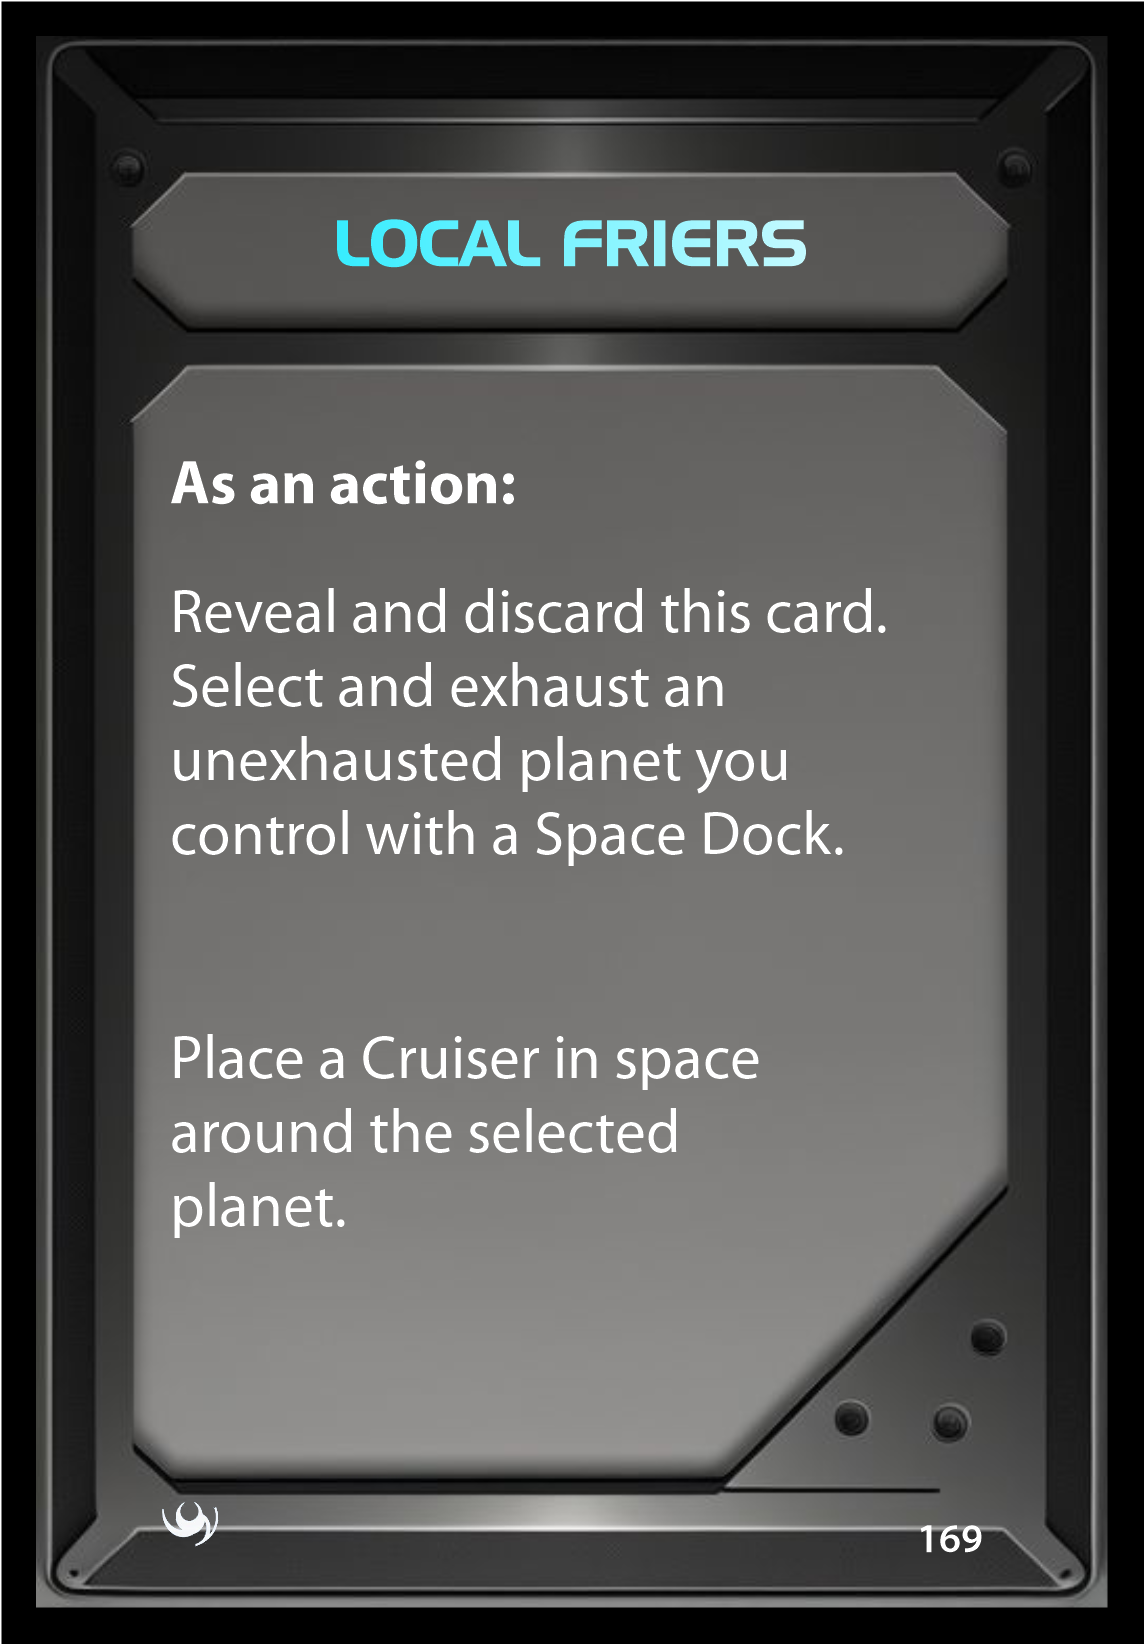 LOCAL FRIERS
As an action:
Reveal and discard this card.
Select and exhaust an
unexhausted planet you
control with a Space Dock.
Place a Cruiser in space
around the selected
planet.
169